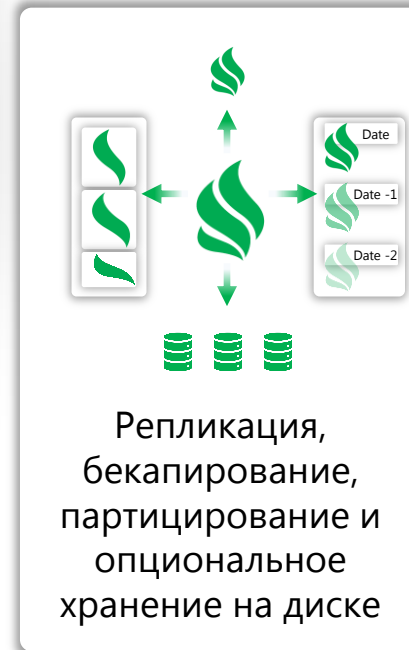 Date
Date -1
Date -2
Репликация,
бекапирование,
партицирование и
опциональное
хранение на диске